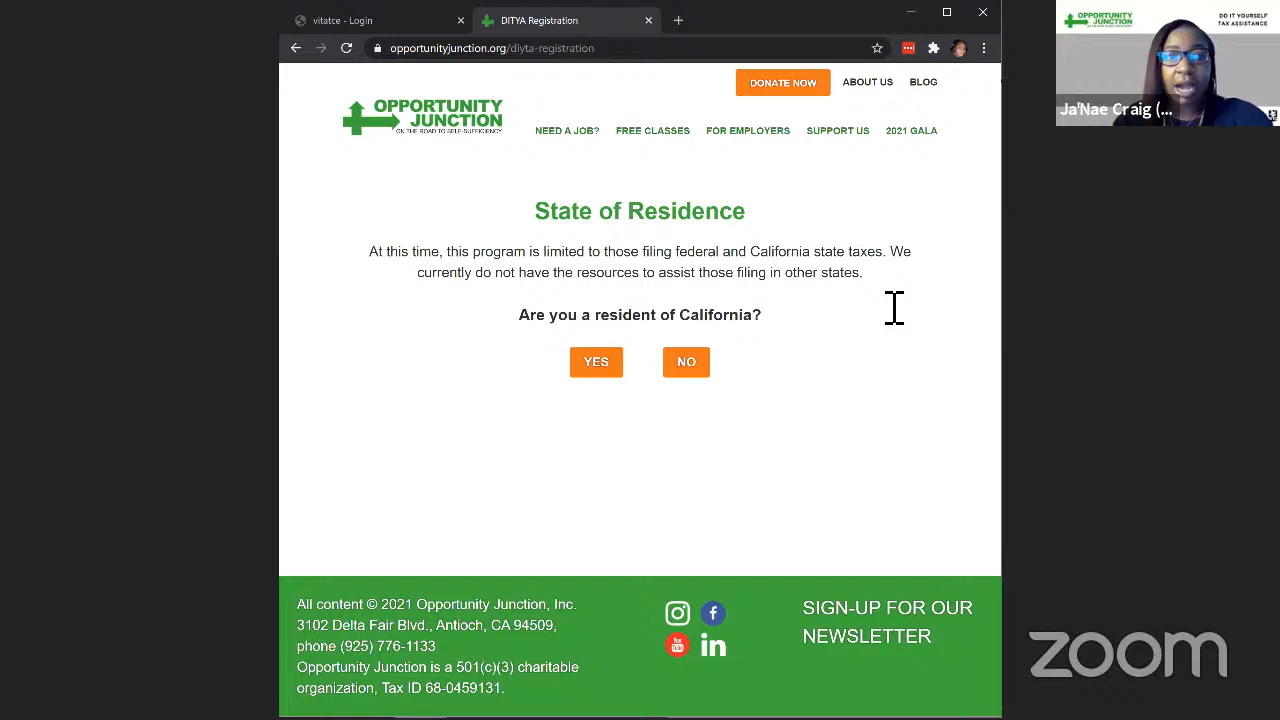 vitatce - Login
DITYA Registration
opportunityjunction.org/diyta-registration
DONATE NOW
ABOUT US
BLOG
OPPORTUNITY
JUNCTION
ON THE ROAD TO SELF-SUFFICIENCY
NEED A JOB?
FREE CLASSES
FOR EMPLOYERS
SUPPORT US
2021 GALA
State of Residence
At this time, this program is limited to those filing federal and California state taxes. We
currently do not have the resources to assist those filing in other states.
Are you a resident of California?
YES
NO
All content © 2021 Opportunity Junction, Inc.
3102 Delta Fair Blvd., Antioch, CA 94509,
phone (925) 776-1133
Opportunity Junction is a 501(c)(3) charitable
organization, Tax ID 68-0459131.
SIGN-UP FOR OUR
NEWSLETTER
OPPORTUNITY
JUNCTION
DO IT YOURSELF
TAX ASSISTANCE
Ja'Nae Craig (...
zoom